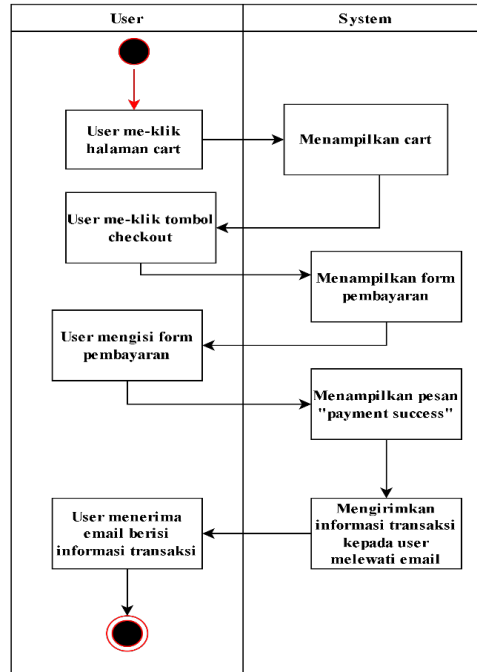 User
System
User me-klik
halaman cart
Menampilkan cart
User me-klik tombol
checkout
Menampilkan form
pembayaran
User mengisi form
pembayaran
Menampilkan pesan
"payment success"
Mengirimkan
informasi transaksi
kepada user
melewati email
User menerima
email berisi
informasi transaksi